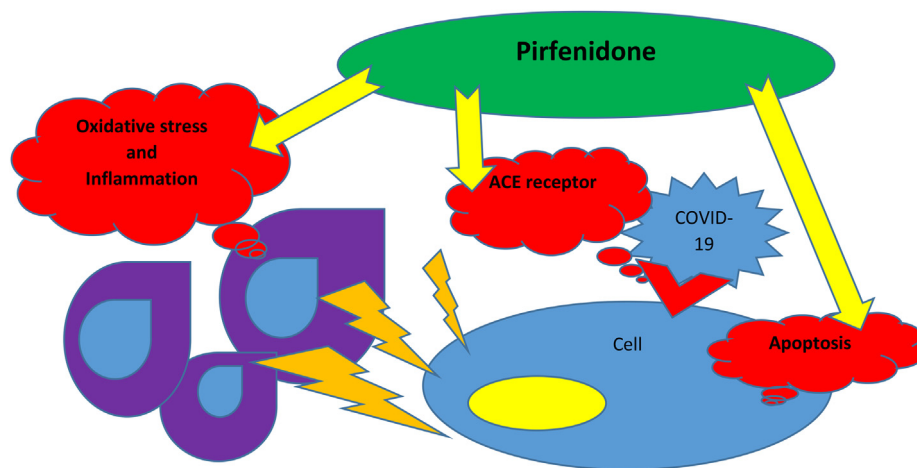 Pirfenidone
Oxidative stress
and
Inflammation
ACE receptor
COVID-
19
Cell
Apoptosis